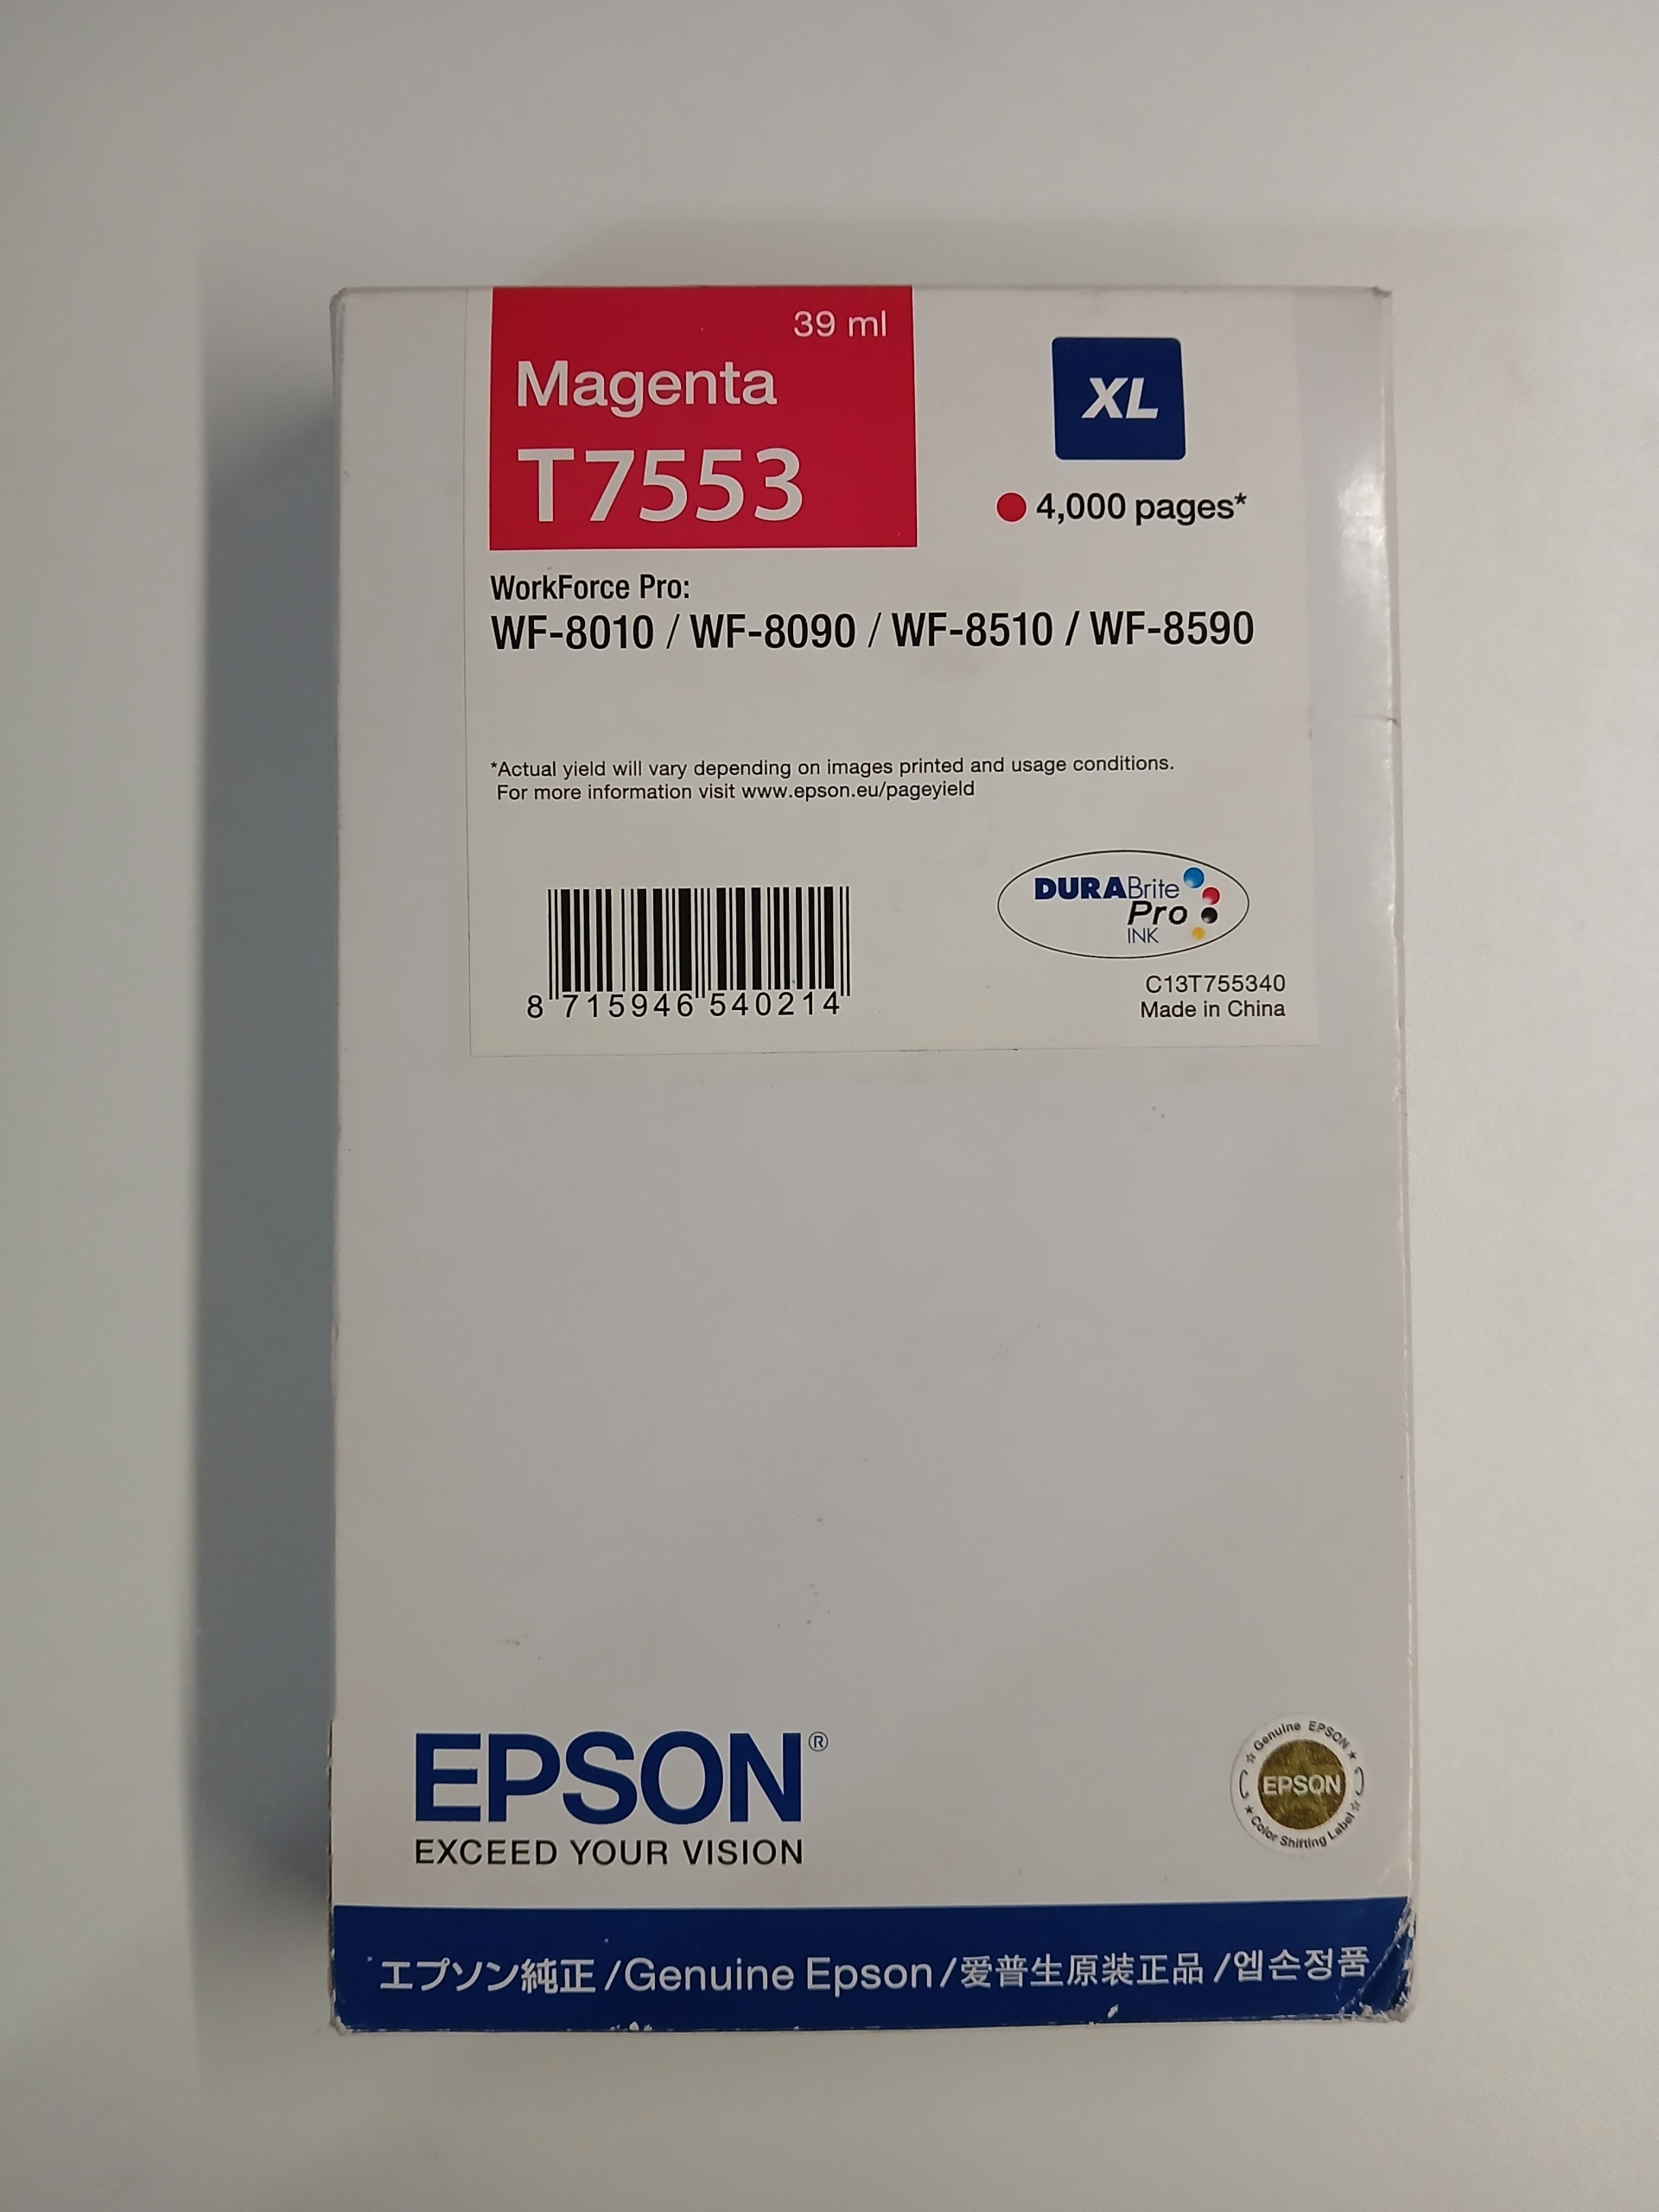 39 ml
Magenta
T7553
XL
4,000 pages*
WorkForce Pro:
WF-8010 / WF-8090 / WF-8510 / WF-8590
*Actual yield will vary depending on images printed and usage conditions.
For more information visit www.epson.eu/pageyield
DURABrite
Pro
INK
8 715946 540214
C13T755340
Made in China
EPSON®
EXCEED YOUR VISION
☆ Genuine EPSON ★
EPSON
★ Color Shifting Label ☆
エプソン純正/Genuine Epson/爱普生原装正品/엡손정품